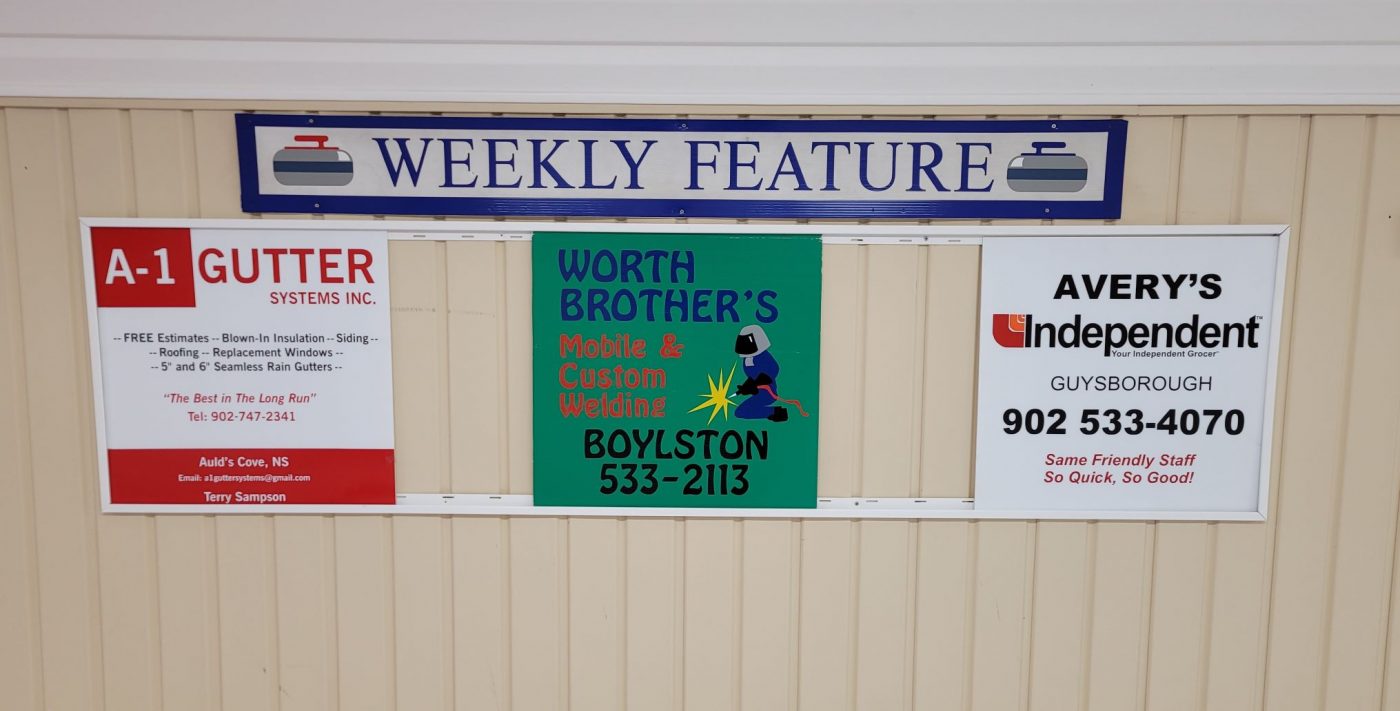 WEEKLY FEATURE
A-1 GUTTER
SYSTEMS INC.
-- FREE Estimates -- Blown-In Insulation -- Siding --
-- Roofing -- Replacement Windows --
-- 5" and 6" Seamless Rain Gutters --
"The Best in The Long Run"
Tel: 902-747-2341
Auld's Cove, NS
Email: a1guttersystems@gmail.com
Terry Sampson
WORTH
BROTHER'S
Mobile &
Custom
Welding
BOYLSTON
533-2113
AVERY'S
Independent™
Your Independent Grocer
GUYSBOROUGH
902 533-4070
Same Friendly Staff
So Quick, So Good!